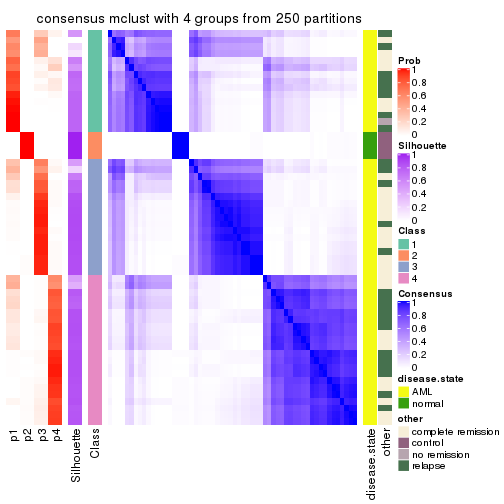 consensus mclust with 4 groups from 250 partitions
Prob
1
0.8
0.6
0.4
0.2
0
Silhouette
1
0.8
0.6
0.4
0.2
0
Class
1
2
3
4
Consensus
1
0.8
0.6
0.4
0.2
0
disease.state
AML
normal
other
complete remission
control
no remission
relapse
p1
p2
p3
p4
Silhouette
Class
disease.state
other